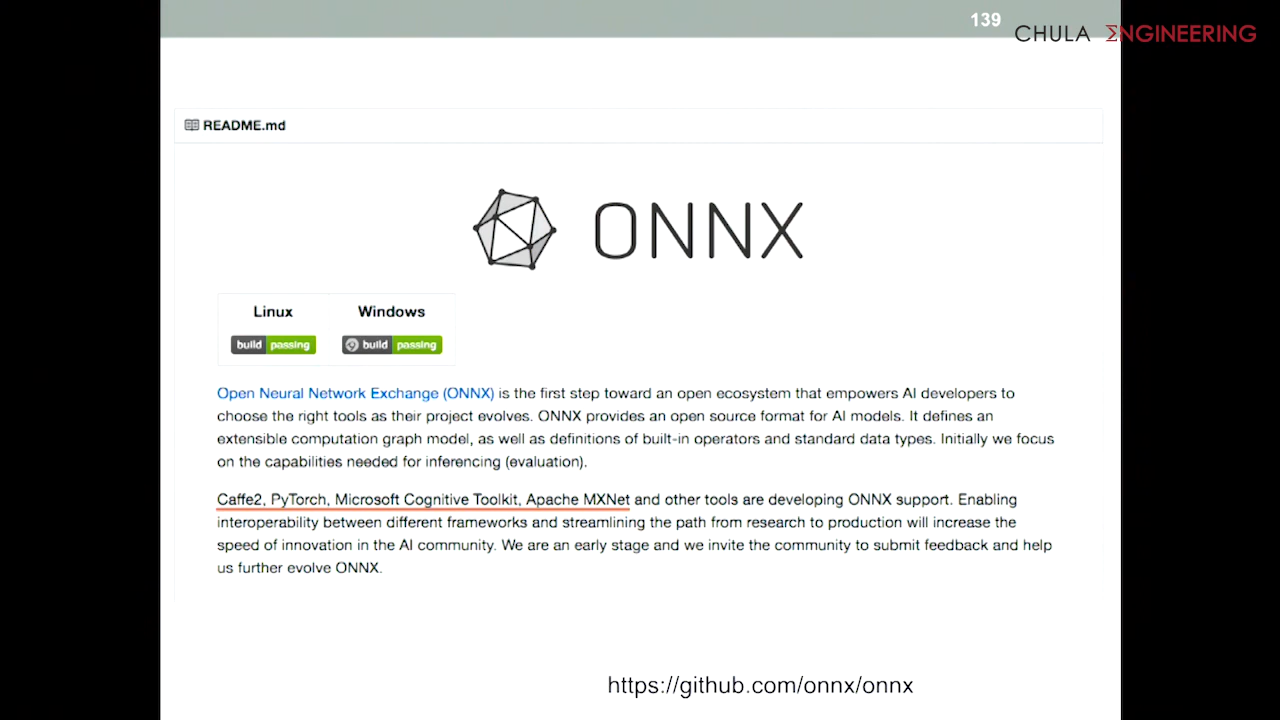 139
CHULA ΣNGINEERING
README.md
ONNX
Linux Windows
build passing build passing
Open Neural Network Exchange (ONNX) is the first step toward an open ecosystem that empowers AI developers to
choose the right tools as their project evolves. ONNX provides an open source format for AI models. It defines an
extensible computation graph model, as well as definitions of built-in operators and standard data types. Initially we focus
on the capabilities needed for inferencing (evaluation).
Caffe2, PyTorch, Microsoft Cognitive Toolkit, Apache MXNet and other tools are developing ONNX support. Enabling
interoperability between different frameworks and streamlining the path from research to production will increase the
speed of innovation in the AI community. We are an early stage and we invite the community to submit feedback and help
us further evolve ONNX.
https://github.com/onnx/onnx